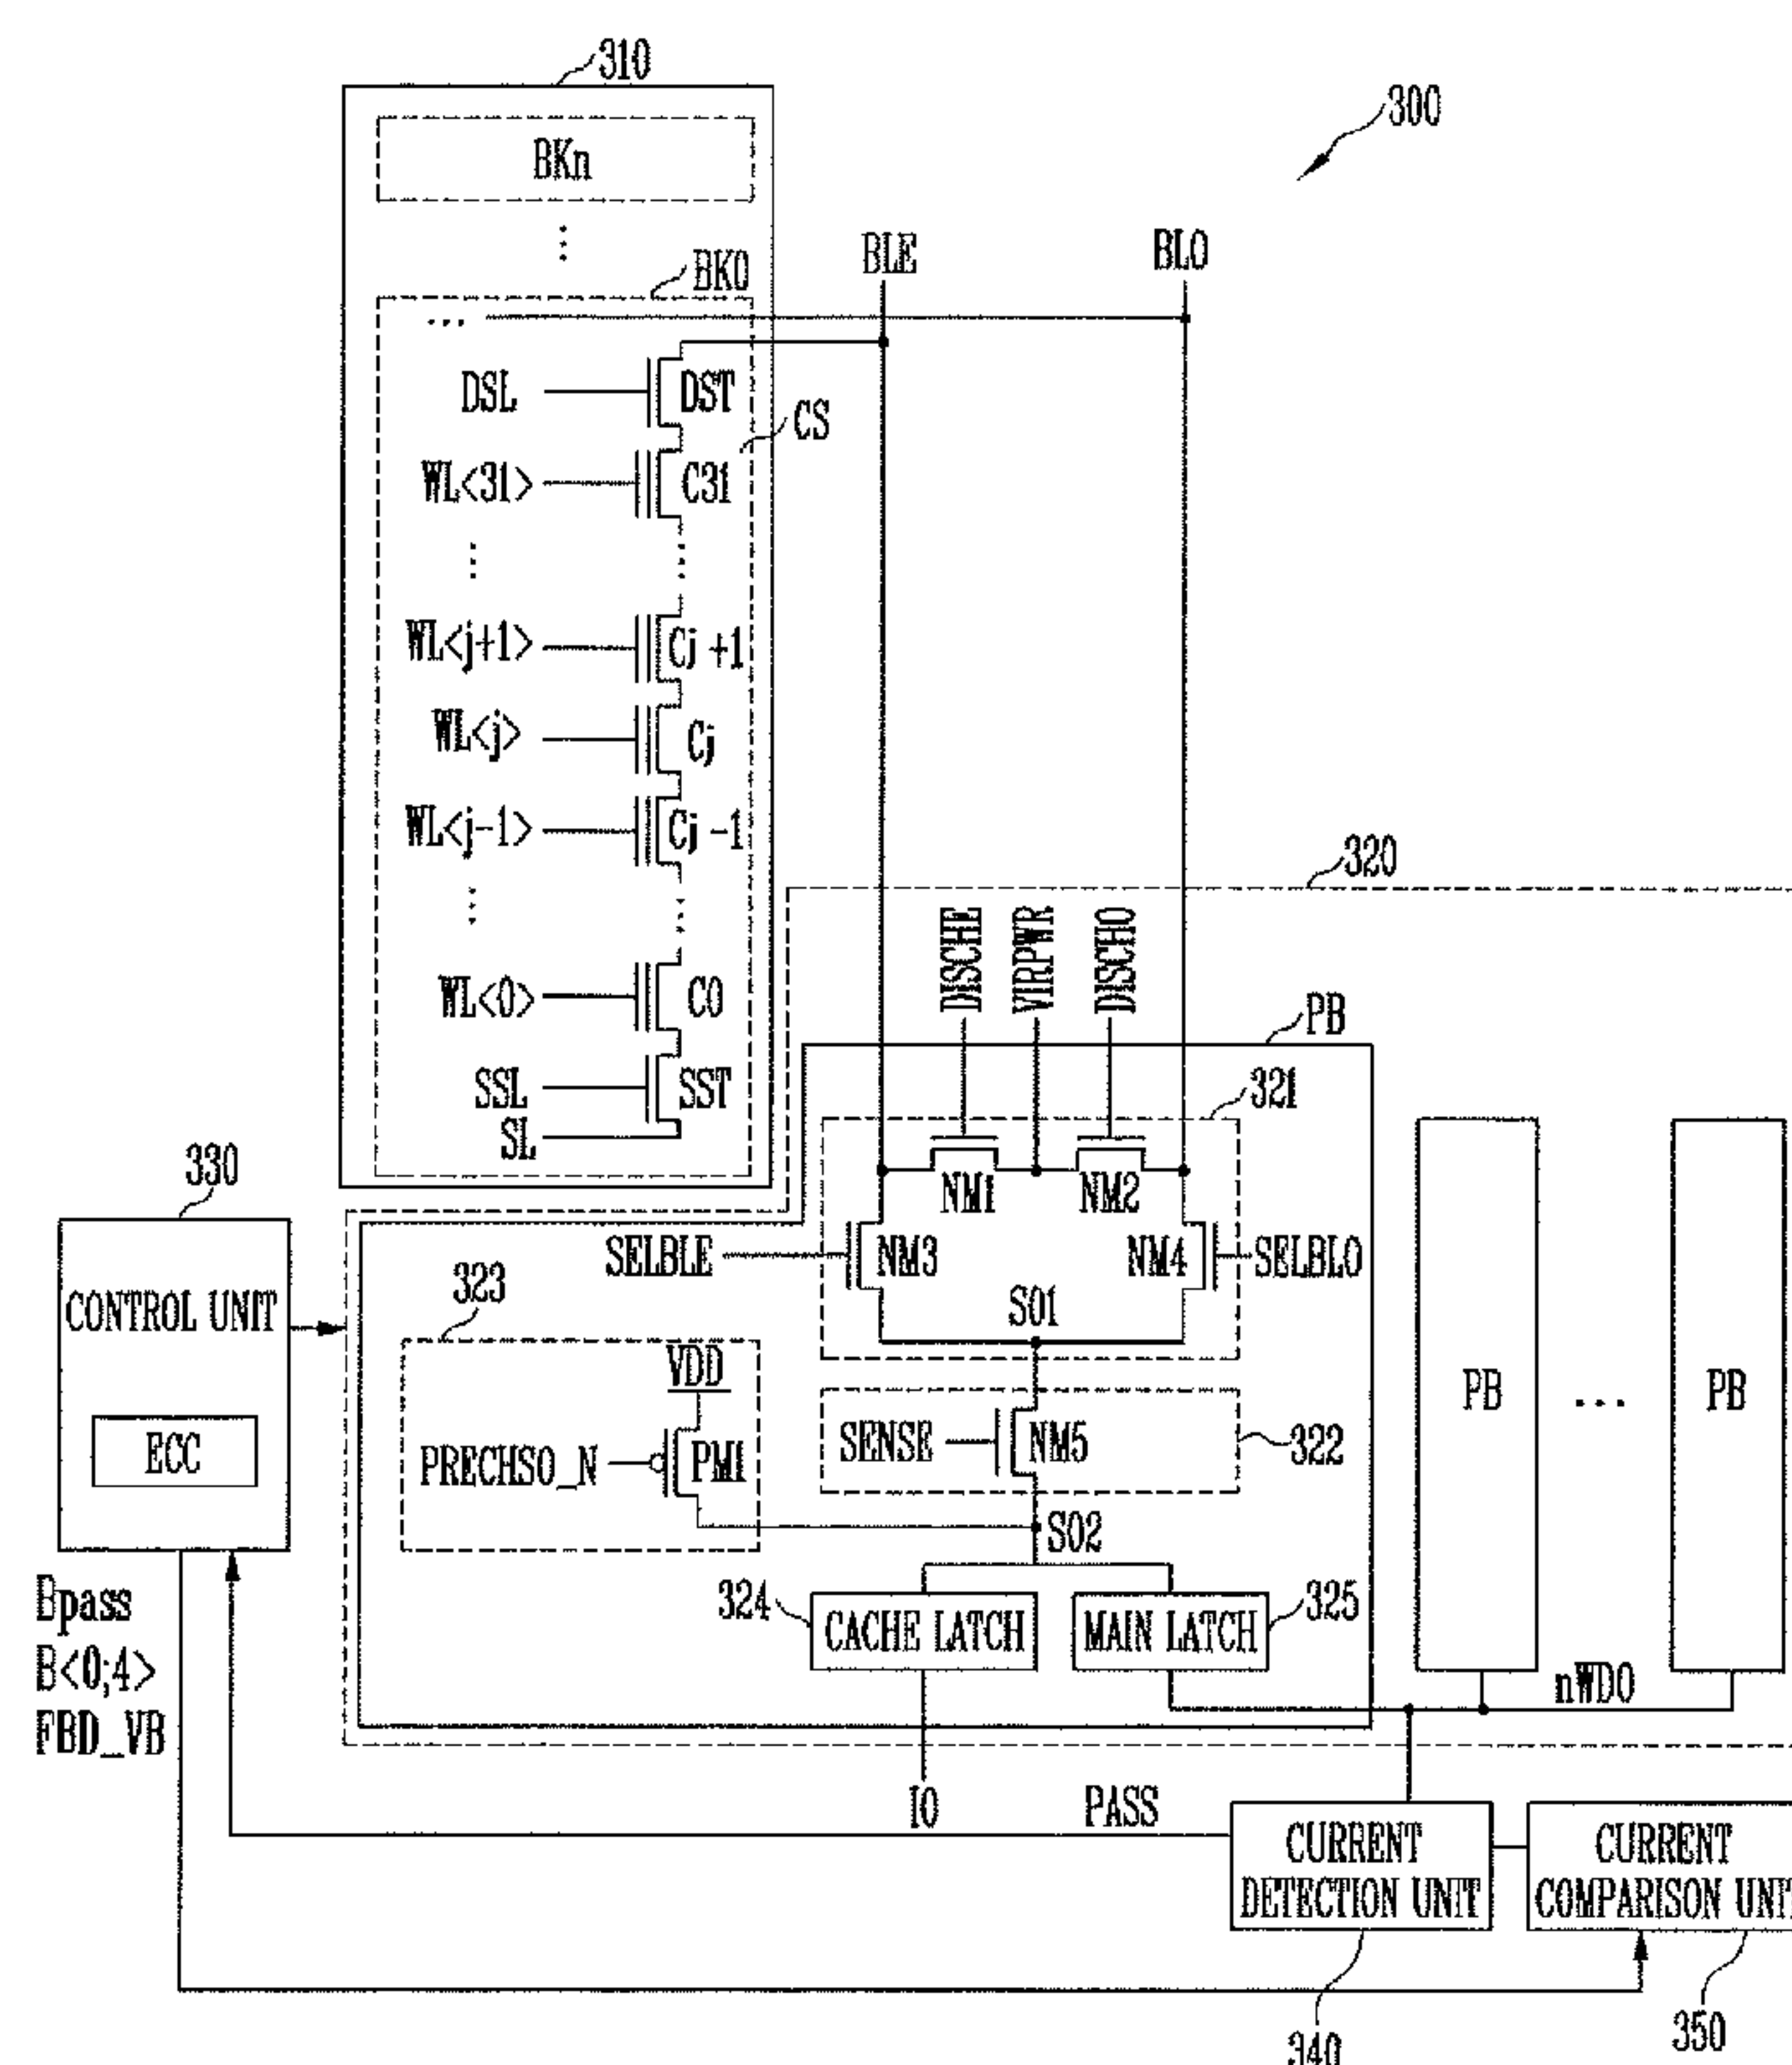 310
300
BKn
BK0
BLE
BLO
DSL
DST
CS
WL<31>
C31
WL<j+1>
Cj +1
WL<j>
Cj
WL<j-1>
Cj -1
320
WL<0>
C0
DISCHE
VIRPWR
DISCHO
PB
SSL
SST
SL
321
330
NM1
NM2
SELBLE
NM3
NM4
SELBLO
323
CONTROL UNIT
SO1
VDD
PB
...
PB
ECC
PRECHSO_N
PM1
SENSE
NM5
322
SO2
Bpass
B<0;4>
FBD_VB
324
CACHE LATCH
MAIN LATCH
325
nWDO
IO
PASS
CURRENT
DETECTION UNIT
CURRENT
COMPARISON UNIT
340
350